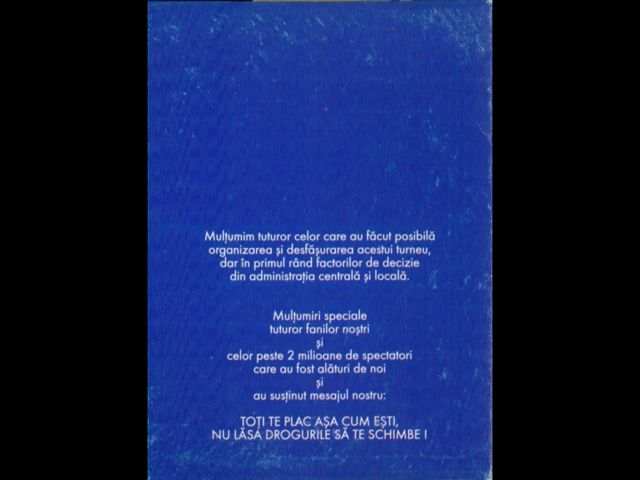 Mulțumim tuturor celor care au făcut posibilă
organizarea și desfășurarea acestui turneu,
dar în primul rând factorilor de decizie
din administrația centrală și locală.
Mulțumiri speciale
tuturor fanilor noștri
și
celor peste 2 milioane de spectatori
care au fost alături de noi
și
au susținut mesajul nostru:
TOȚI TE PLAC AȘA CUM EȘTI,
NU LĂSA DROGURILE SĂ TE SCHIMBE !